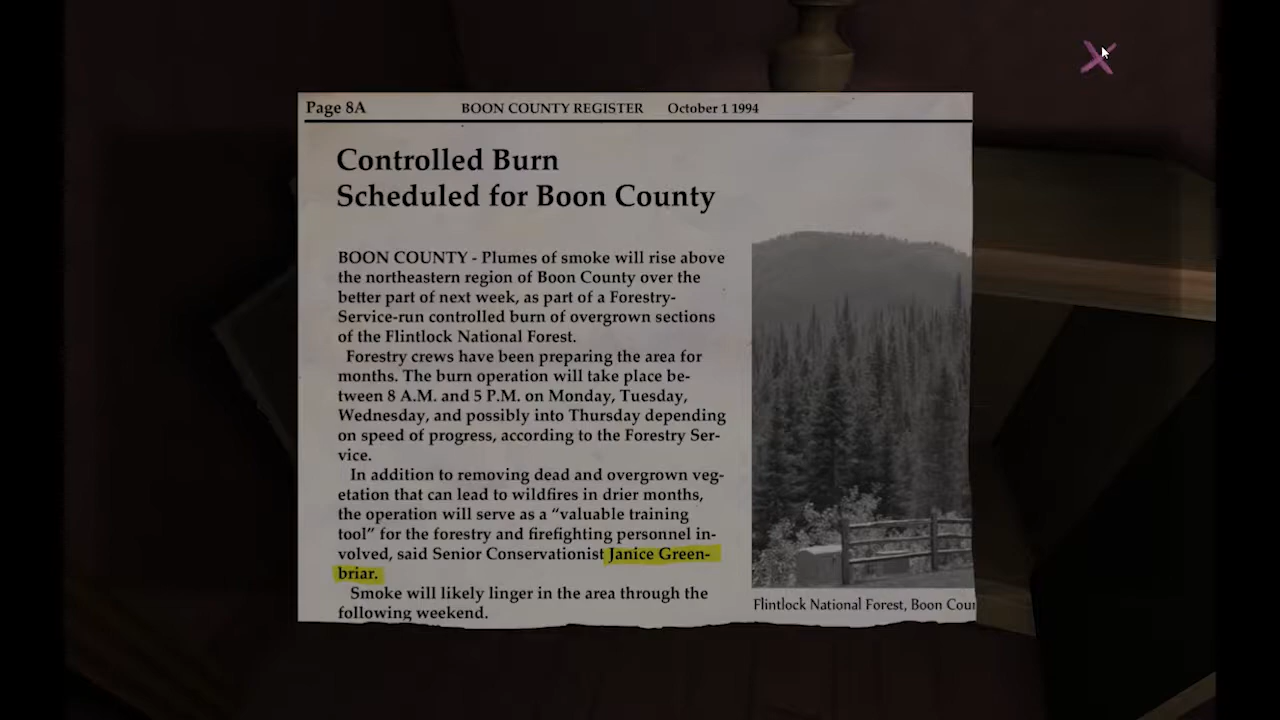 Page 8A BOON COUNTY REGISTER October 1 1994
Controlled Burn
Scheduled for Boon County
BOON COUNTY - Plumes of smoke will rise above
the northeastern region of Boon County over the
better part of next week, as part of a Forestry-
Service-run controlled burn of overgrown sections
of the Flintlock National Forest.
Forestry crews have been preparing the area for
months. The burn operation will take place be-
tween 8 A.M. and 5 P.M. on Monday, Tuesday,
Wednesday, and possibly into Thursday depending
on speed of progress, according to the Forestry Ser-
vice.
In addition to removing dead and overgrown veg-
etation that can lead to wildfires in drier months,
the operation will serve as a “valuable training
tool” for the forestry and firefighting personnel in-
volved, said Senior Conservationist Janice Green-
briar.
Smoke will likely linger in the area through the
following weekend.
Flintlock National Forest, Boon Cou